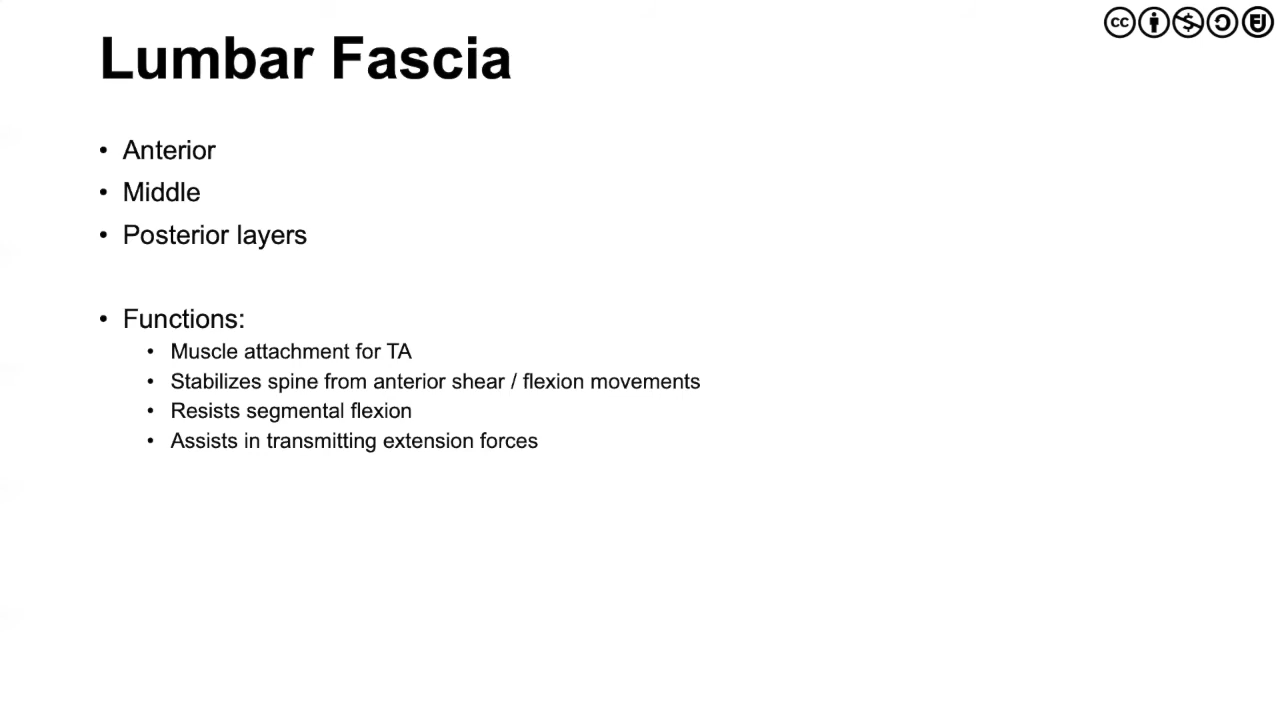 Lumbar Fascia
• Anterior
• Middle
• Posterior layers
• Functions:
• Muscle attachment for TA
• Stabilizes spine from anterior shear / flexion movements
• Resists segmental flexion
• Assists in transmitting extension forces